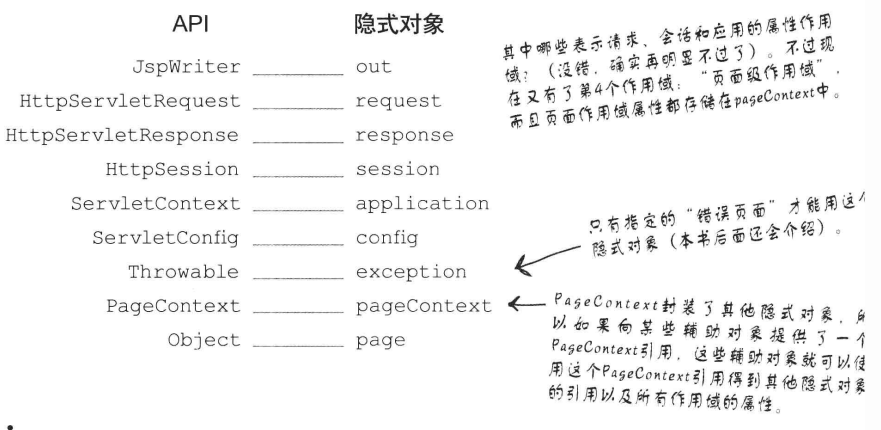 API 隐式对象
JspWriter ______ out
HttpServletRequest ______ request
HttpServletResponse ______ response
HttpSession ______ session
ServletContext ______ application
ServletConfig ______ config
Throwable ______ exception
PageContext ______ pageContext
Object ______ page
其中哪些表示请求、会话和应用的属性作用
域？（没错，确实再明显不过了）。不过现
在又有了第4个作用域：“页面级作用域”，
而且页面作用域属性都存储在pageContext中。
只有指定的“错误页面”才能用这
隐式对象（本书后面还会介绍）。
PageContext封装了其他隐式对象，
以如果向某些辅助对象提供了一个
PageContext引用，这些辅助对象就可以使
用这个PageContext引用得到其他隐式对象
的引用以及所有作用域的属性。